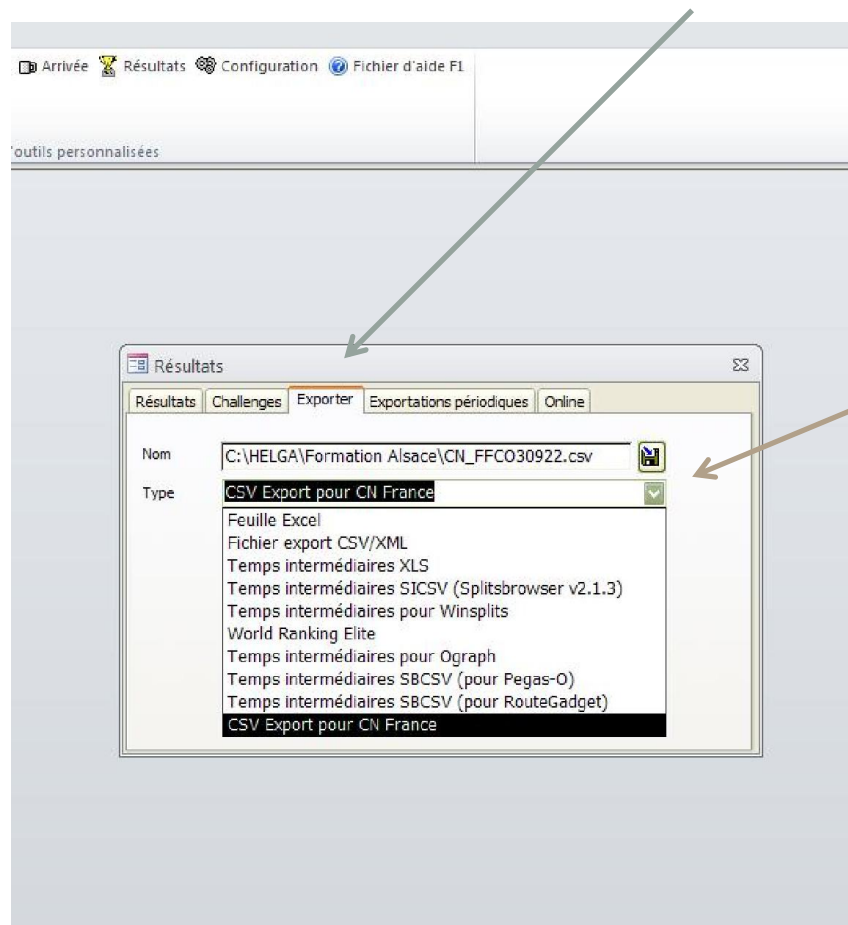 Arrivée Résultats Configuration Fichier d'aide F1
'outils personnalisées
Résultats
Résultats Challenges Exporter Exportations périodiques Online
Nom C:\HELGA\Formation Alsace\CN_FFCO30922.csv
Type CSV Export pour CN France
Feuille Excel
Fichier export CSV/XML
Temps intermédiaires XLS
Temps intermédiaires SICSV (Splitsbrowser v2.1.3)
Temps intermédiaires pour Winsplits
World Ranking Elite
Temps intermédiaires pour Ograph
Temps intermédiaires SBCSV (pour Pegas-O)
Temps intermédiaires SBCSV (pour RouteGadget)
CSV Export pour CN France